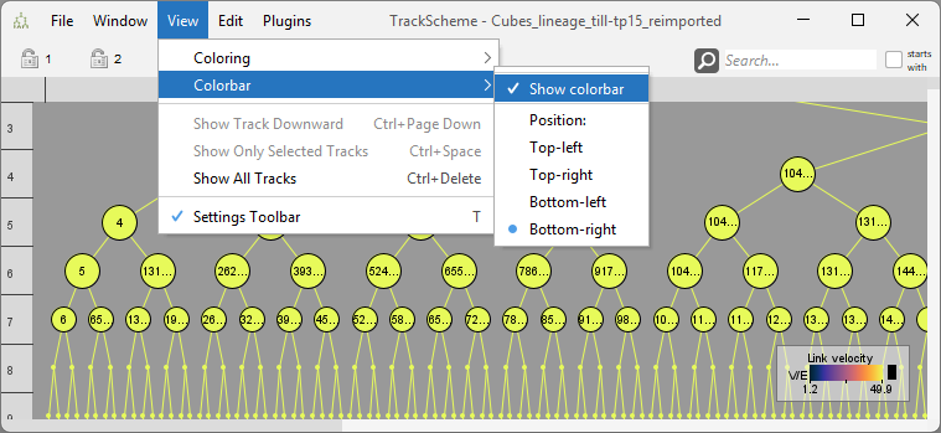 File Window View Edit Plugins TrackScheme - Cubes_lineage_till-tp15_reimported
1 2 Search... starts with
Coloring
Colorbar
Show colorbar
Show Track Downward Ctrl+Page Down
Show Only Selected Tracks Ctrl+Space
Show All Tracks Ctrl+Delete
Settings Toolbar T
Position:
Top-left
Top-right
Bottom-left
Bottom-right
3
4 104...
5 4 104... 131...
6 5 131... 262... 393... 524... 655... 786... 917... 104... 117... 131... 144...
7 6 65... 13... 19... 26... 32... 39... 45... 52... 58... 65... 72... 78... 85... 91... 98... 10... 11... 11... 12... 13... 13... 14...
8
9
Link velocity
V/E
1.2 49.9